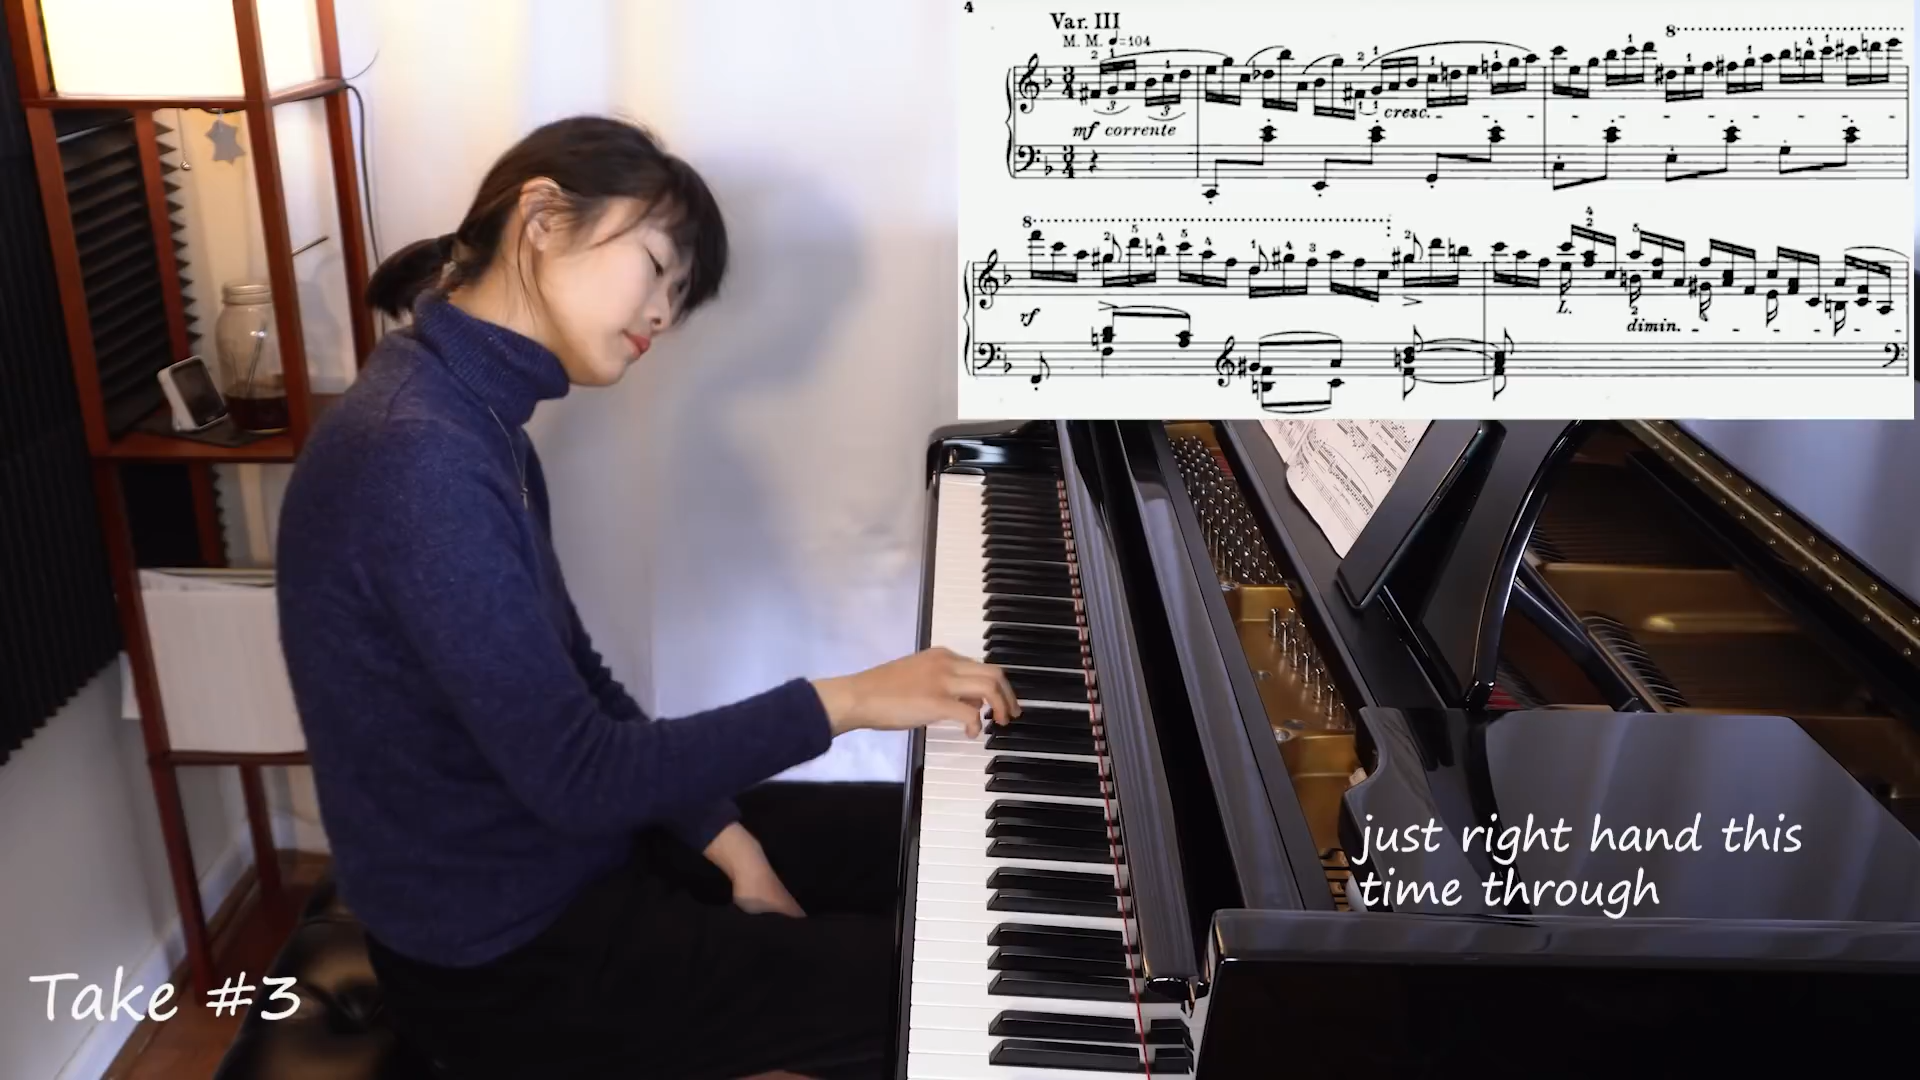 4
Var. III
M. M. ♩=104
8
mf corrente
cresc.
8
rf
L.
dimin.
just right hand this
time through
Take #3